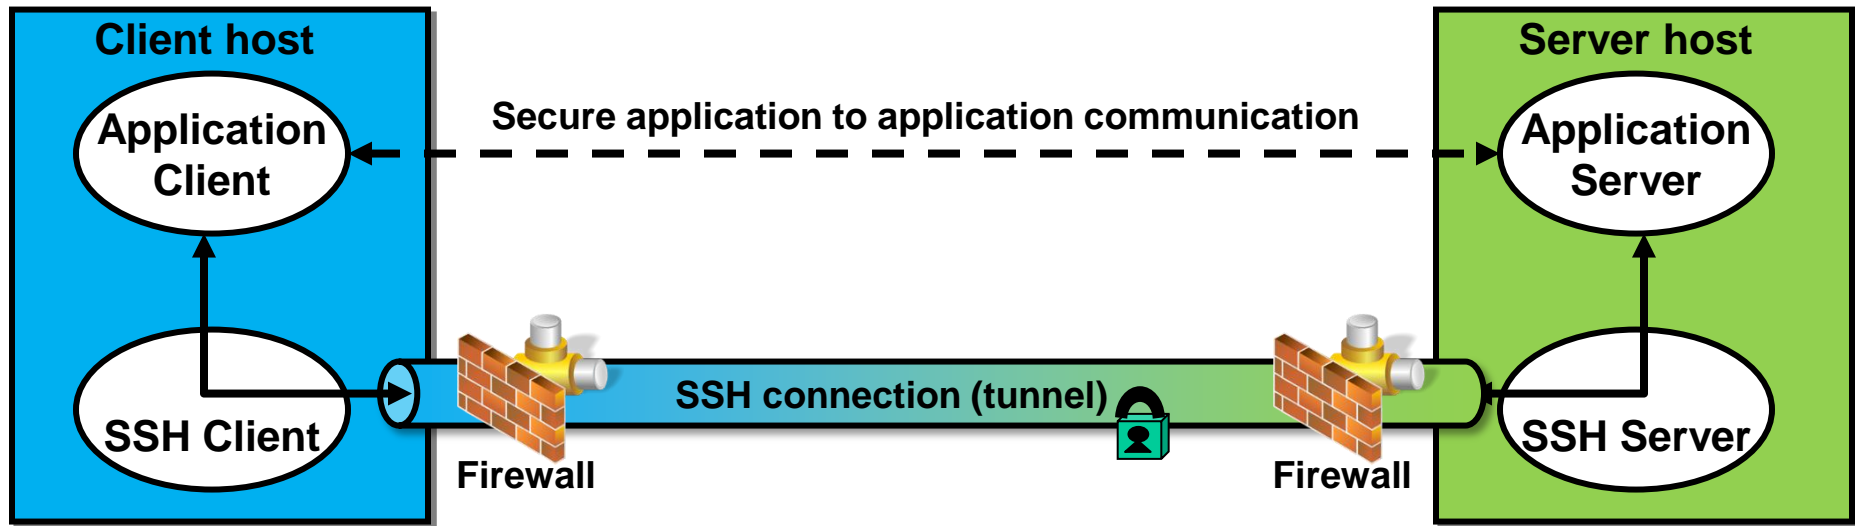 Client host
Server host
Application
Client
Secure application to application communication
Application
Server
SSH Client
SSH connection (tunnel)
SSH Server
Firewall
Firewall